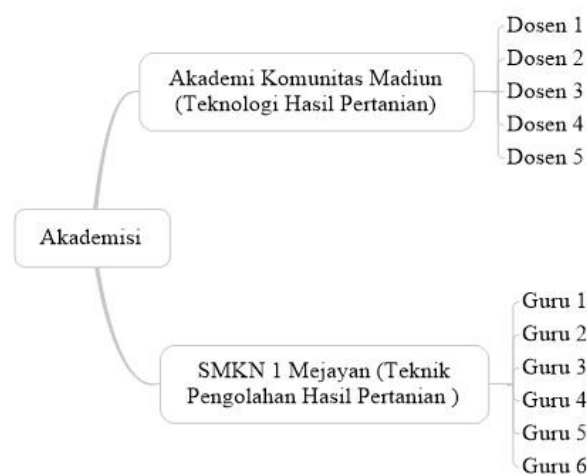 Akademisi
Akademi Komunitas Madiun
(Teknologi Hasil Pertanian)
Dosen 1
Dosen 2
Dosen 3
Dosen 4
Dosen 5
SMKN 1 Mejayan (Teknik
Pengolahan Hasil Pertanian )
Guru 1
Guru 2
Guru 3
Guru 4
Guru 5
Guru 6